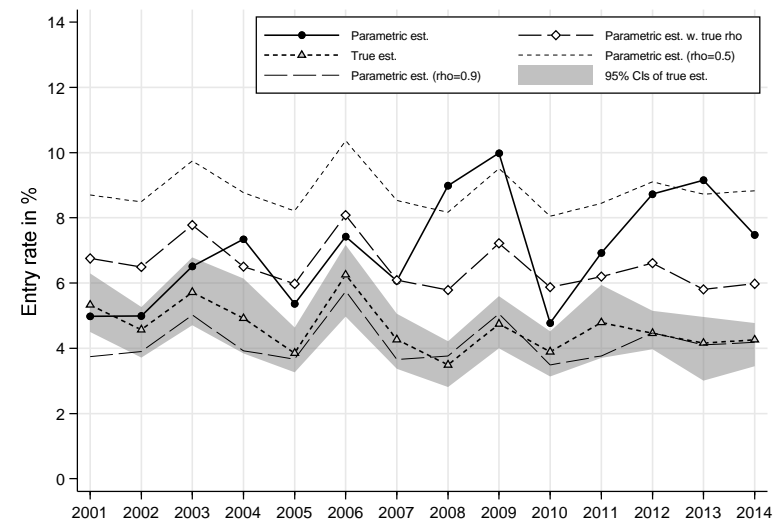 Parametric est.
Parametric est. w. true rho
True est.
Parametric est. (rho=0.5)
Parametric est. (rho=0.9)
95% CIs of true est.
Entry rate in %
14
12
10
8
6
4
2
0
2001 2002 2003 2004 2005 2006 2007 2008 2009 2010 2011 2012 2013 2014